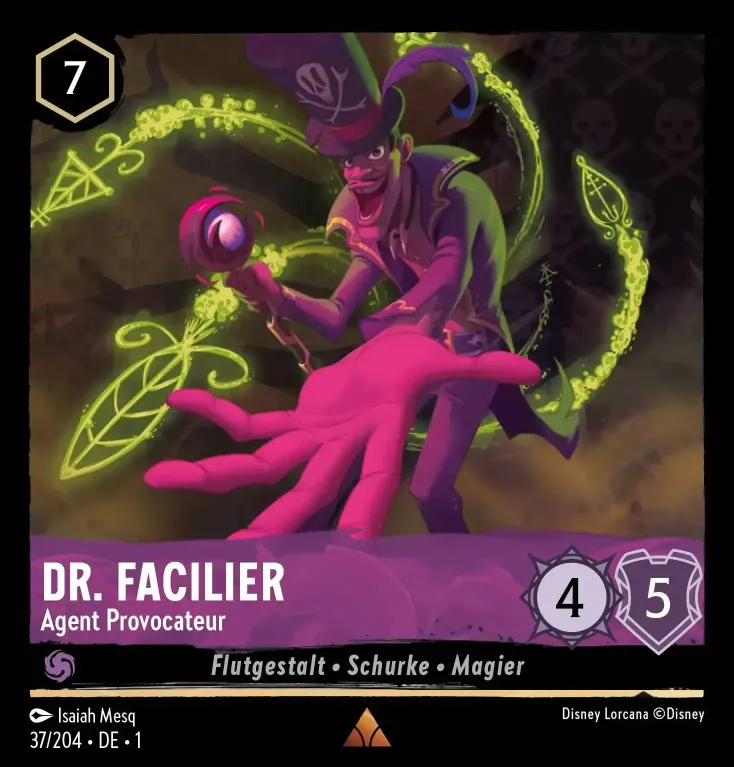 7
DR. FACILIER
Agent Provocateur
4
5
Flutgestalt • Schurke • Magier
Isaiah Mesq
Disney Lorcana ©Disney
37/204 • DE • 1